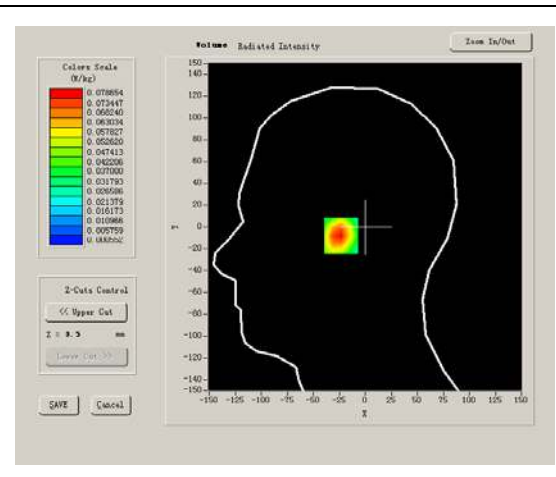 Volume Radiated Intensity
Zoom In/Out
Colors Scale
(W/kg)
0.078654
0.073447
0.068240
0.063034
0.057827
0.052620
0.047413
0.042206
0.037000
0.031793
0.026586
0.021379
0.016173
0.010966
0.005759
0.000552
Z-Cuts Control
<< Upper Cut
Z = 3.5 mm
Lower Cut >>
SAVE
Cancel
150
140
100
60
20
0
-20
-40
-60
-80
-100
-120
-140
-150
Y
-150 -125 -100 -75 -50 -25 0 25 50 75 100 125 150
X